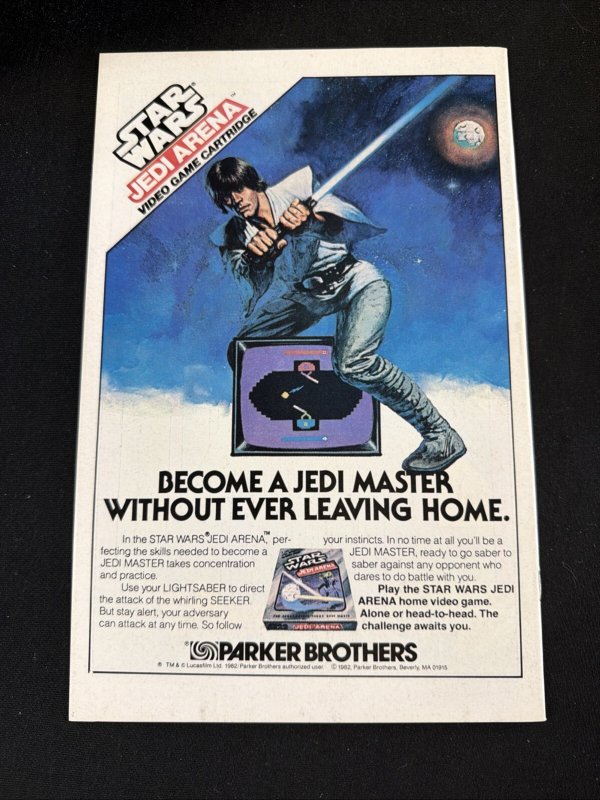 STAR
WARS®
JEDI ARENA™
VIDEO GAME CARTRIDGE
BECOME A JEDI MASTER
WITHOUT EVER LEAVING HOME.
In the STAR WARS® JEDI ARENA,™ per-
fecting the skills needed to become a
JEDI MASTER takes concentration
and practice.
Use your LIGHTSABER to direct
the attack of the whirling SEEKER.
But stay alert, your adversary
can attack at any time. So follow
your instincts. In no time at all you'll be a
JEDI MASTER, ready to go saber to
saber against any opponent who
dares to do battle with you.
Play the STAR WARS JEDI
ARENA home video game.
Alone or head-to-head. The
challenge awaits you.
STAR
WARS
JEDI ARENA
JEDI ARENA
PARKER BROTHERS
® TM & © Lucasfilm Ltd. 1982 Parker Brothers authorized user. © 1982 Parker Brothers, Beverly, MA 01915